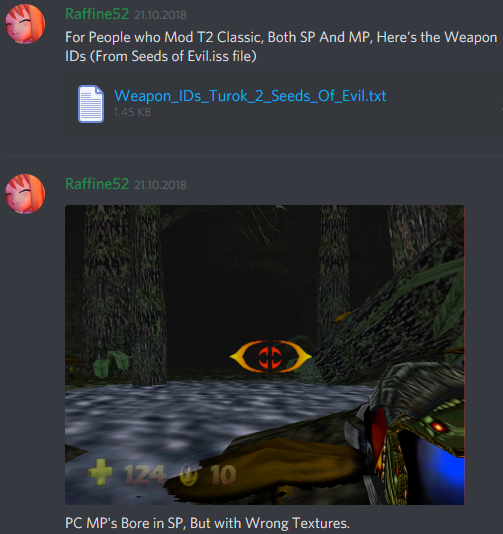 Raffine52 21.10.2018
For People who Mod T2 Classic, Both SP And MP, Here's the Weapon
IDs (From Seeds of Evil.iss file)
Weapon_IDs_Turok_2_Seeds_Of_Evil.txt
1.45 KB
Raffine52 21.10.2018
124 10
PC MP's Bore in SP, But with Wrong Textures.